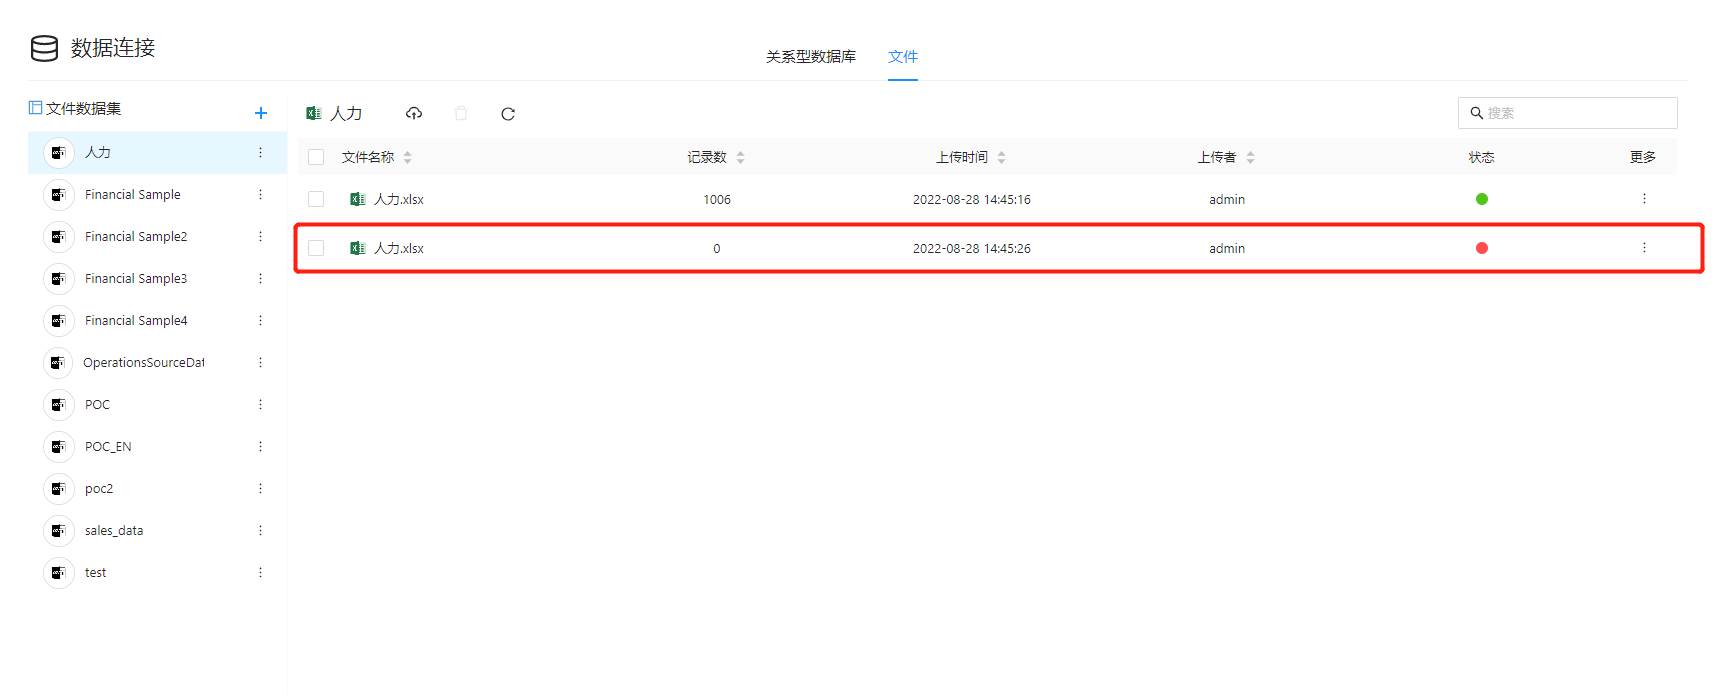 数据连接
关系型数据库 文件
文件数据集
人力
Financial Sample
Financial Sample2
Financial Sample3
Financial Sample4
OperationsSourceDat
POC
POC_EN
poc2
sales_data
test
人力
搜索
文件名称 记录数 上传时间 上传者 状态 更多
人力.xlsx 1006 2022-08-28 14:45:16 admin
人力.xlsx 0 2022-08-28 14:45:26 admin